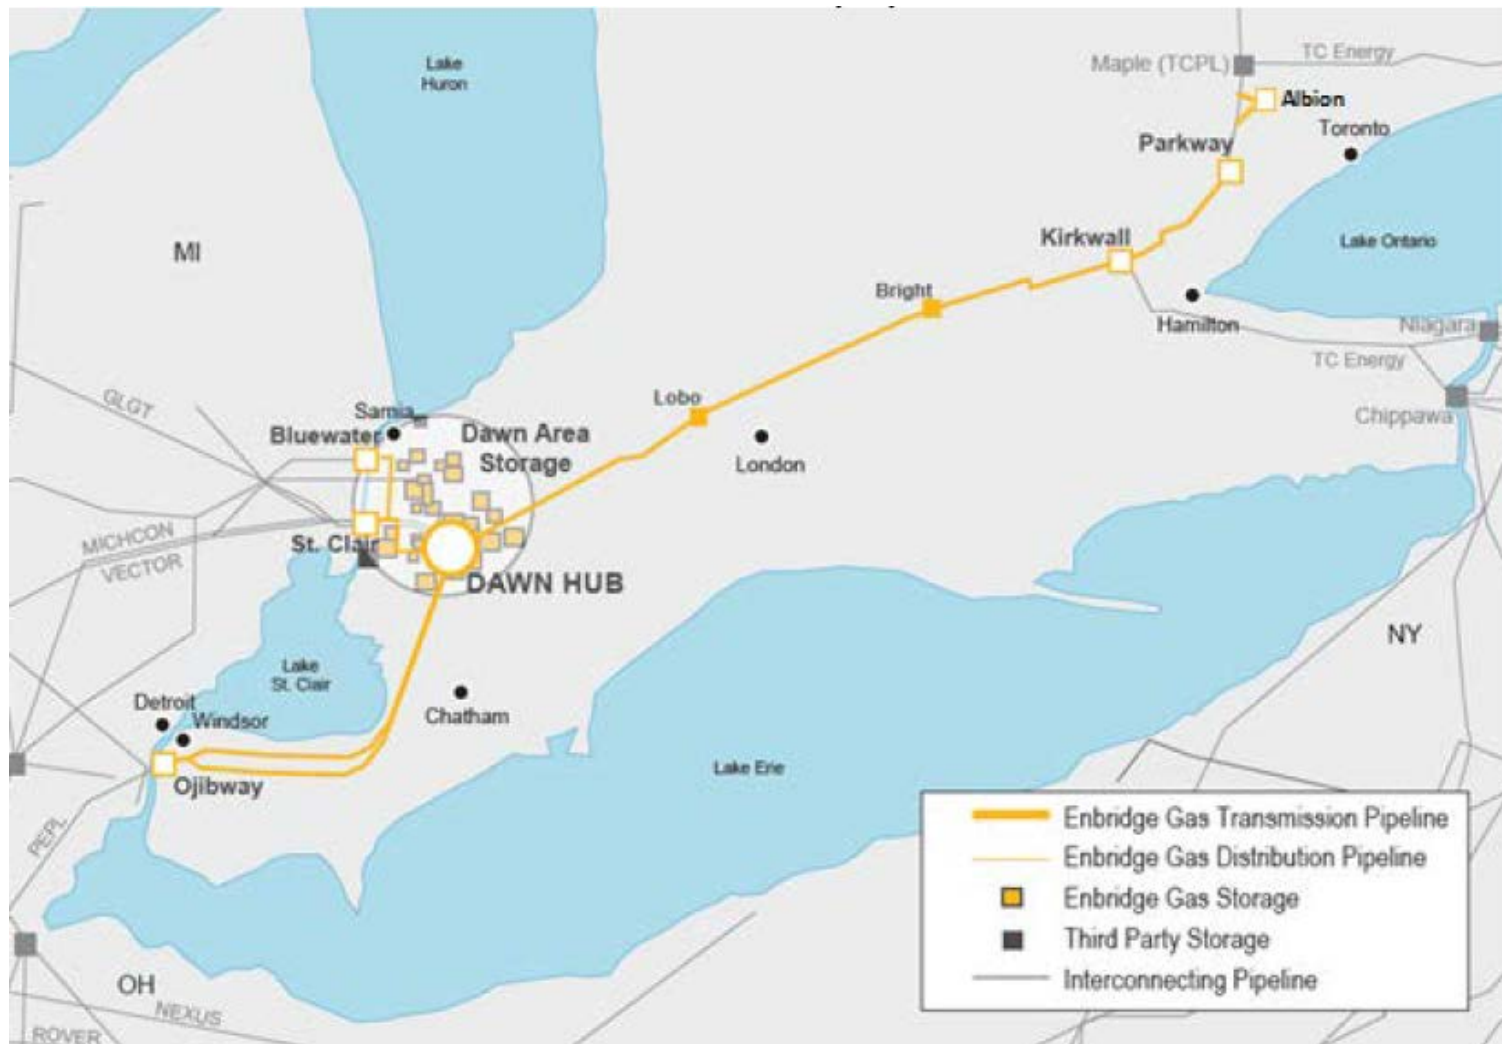 Lake
Huron
Maple (TCPL)
TC Energy
Albion
Toronto
Parkway
MI
Kirkwall
Lake Ontario
Bright
Hamilton
Niagara
TC Energy
GLGT
Lobo
Chippawa
Sarnia
Bluewater
Dawn Area
Storage
London
MICHCON
VECTOR
St. Clair
DAWN HUB
NY
Lake
St. Clair
Detroit
Windsor
Chatham
Ojibway
Lake Erie
PEPL
OH
NEXUS
ROVER
Enbridge Gas Transmission Pipeline
Enbridge Gas Distribution Pipeline
Enbridge Gas Storage
Third Party Storage
Interconnecting Pipeline